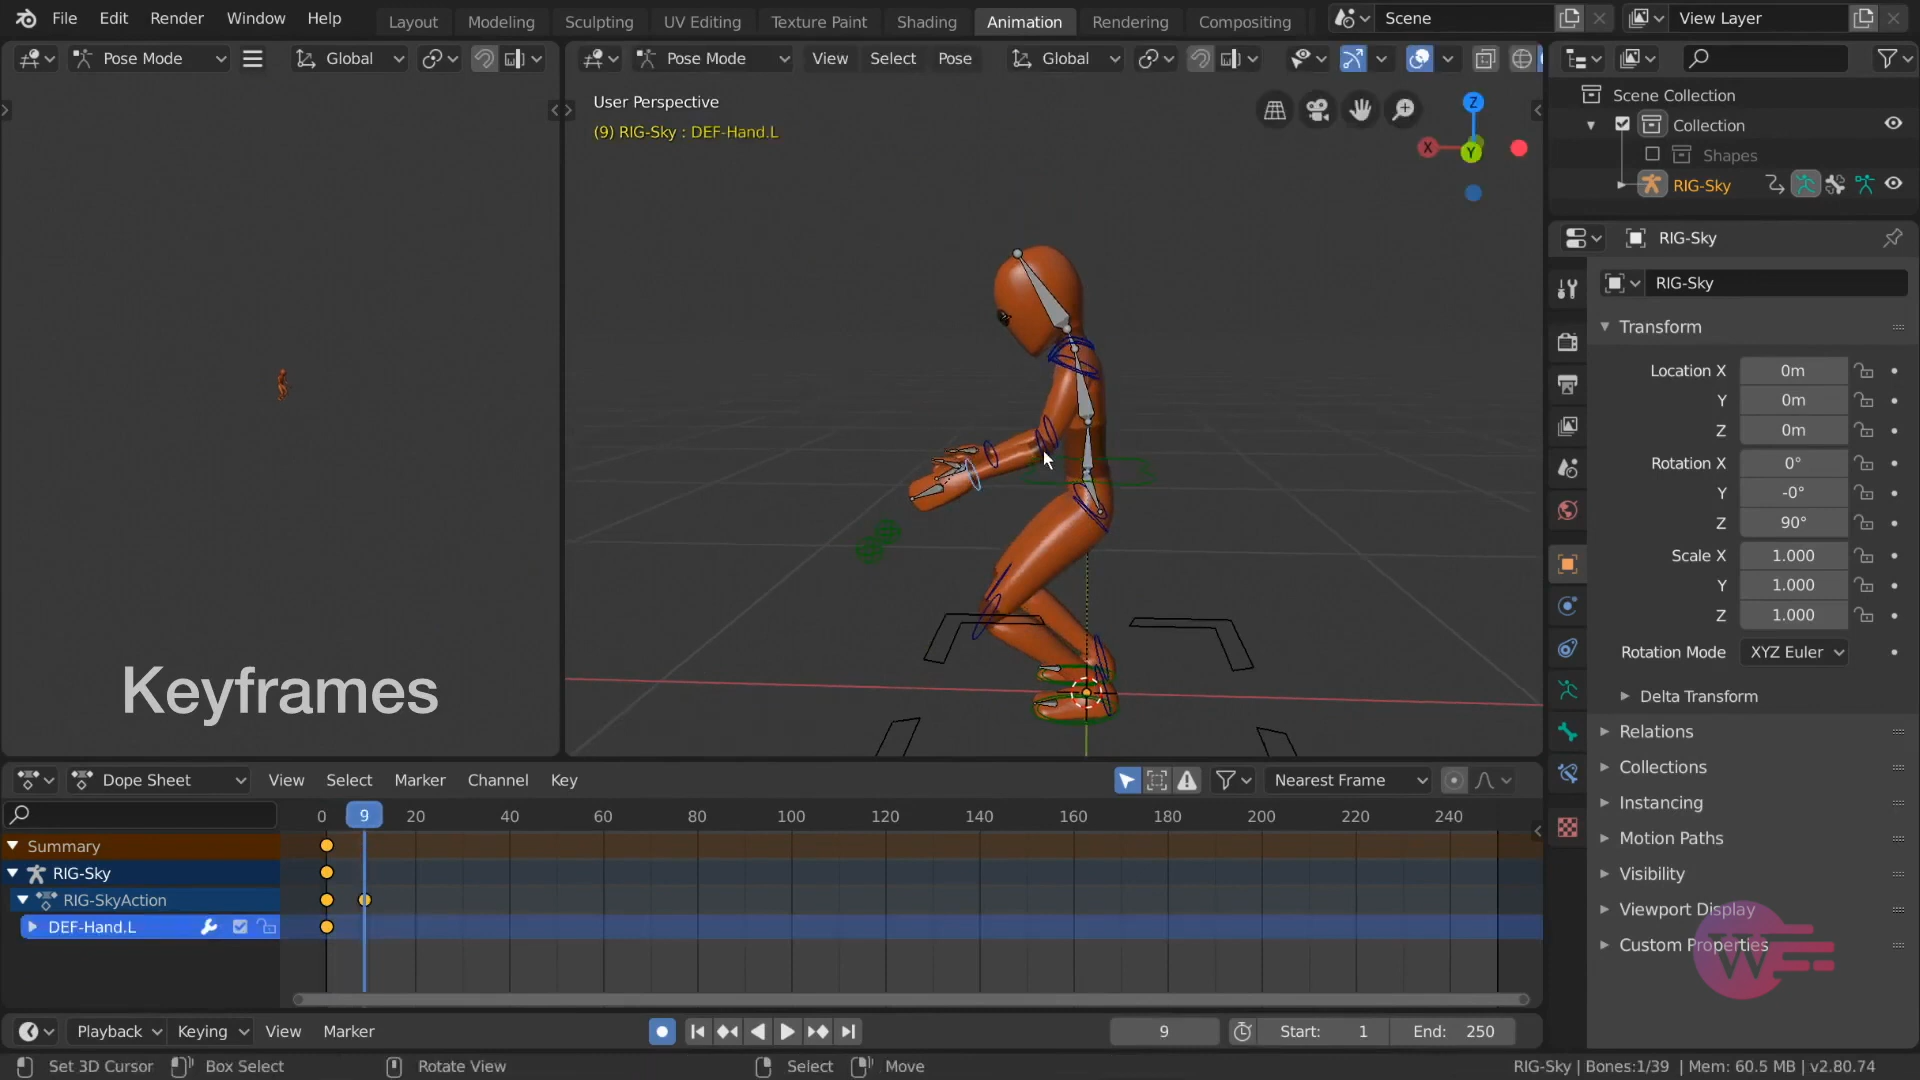 File Edit Render Window Help Layout Modeling Sculpting UV Editing Texture Paint Shading Animation Rendering Compositing Scene View Layer
Pose Mode Global Pose Mode View Select Pose Global
User Perspective
(9) RIG-Sky : DEF-Hand.L
Z
X
Y
Keyframes
Scene Collection
Collection
Shapes
RIG-Sky
RIG-Sky
RIG-Sky
Transform
Location X 0m
Y 0m
Z 0m
Rotation X 0°
Y -0°
Z 90°
Scale X 1.000
Y 1.000
Z 1.000
Rotation Mode XYZ Euler
Delta Transform
Relations
Collections
Instancing
Motion Paths
Visibility
Viewport Display
Custom Properties
W
Dope Sheet View Select Marker Channel Key Nearest Frame
0 9 20 40 60 80 100 120 140 160 180 200 220 240
Summary
RIG-Sky
RIG-SkyAction
DEF-Hand.L
Playback Keying View Marker 9 Start: 1 End: 250
Set 3D Cursor Box Select Rotate View Select Move RIG-Sky | Bones:1/39 | Mem: 60.5 MB | v2.80.74